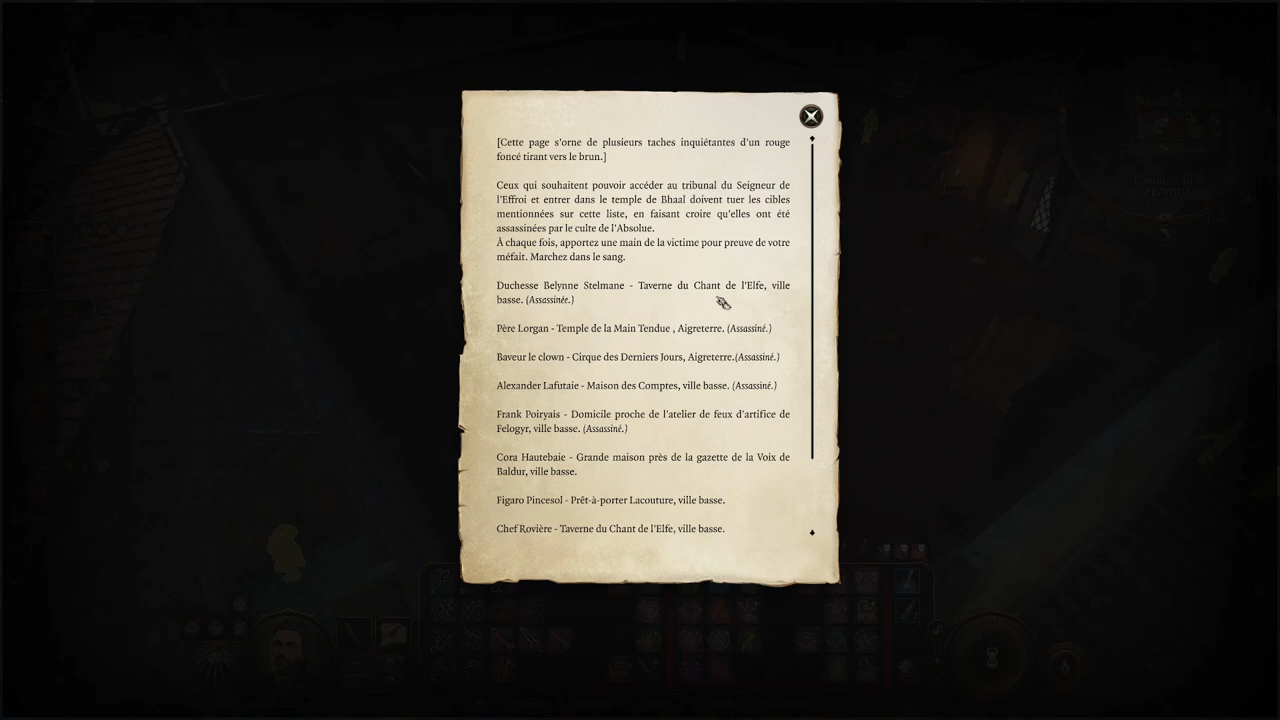 [Cette page s'orne de plusieurs taches inquiétantes d'un rouge
foncé tirant vers le brun.]
Ceux qui souhaitent pouvoir accéder au tribunal du Seigneur de
l'Effroi et entrer dans le temple de Bhaal doivent tuer les cibles
mentionnées sur cette liste, en faisant croire qu'elles ont été
assassinées par le culte de l'Absolue.
À chaque fois, apportez une main de la victime pour preuve de votre
méfait. Marchez dans le sang.
Duchesse Belynne Stelmane - Taverne du Chant de l'Elfe, ville
basse. (Assassinée.)
Père Lorgan - Temple de la Main Tendue , Aigreterre. (Assassiné.)
Baveur le clown - Cirque des Derniers Jours, Aigreterre.(Assassiné.)
Alexander Lafutaie - Maison des Comptes, ville basse. (Assassiné.)
Frank Poiryais - Domicile proche de l'atelier de feux d'artifice de
Felogyr, ville basse. (Assassiné.)
Cora Hautebaie - Grande maison près de la gazette de la Voix de
Baldur, ville basse.
Figaro Pincesol - Prêt-à-porter Lacouture, ville basse.
Chef Rovière - Taverne du Chant de l'Elfe, ville basse.